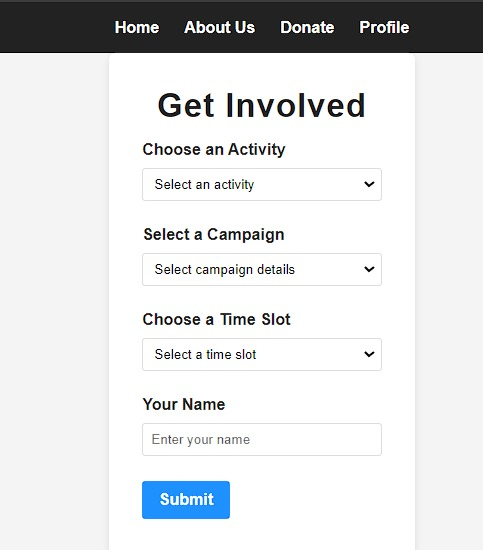 Home About Us Donate Profile
Get Involved
Choose an Activity
Select an activity
Select a Campaign
Select campaign details
Choose a Time Slot
Select a time slot
Your Name
Enter your name
Submit